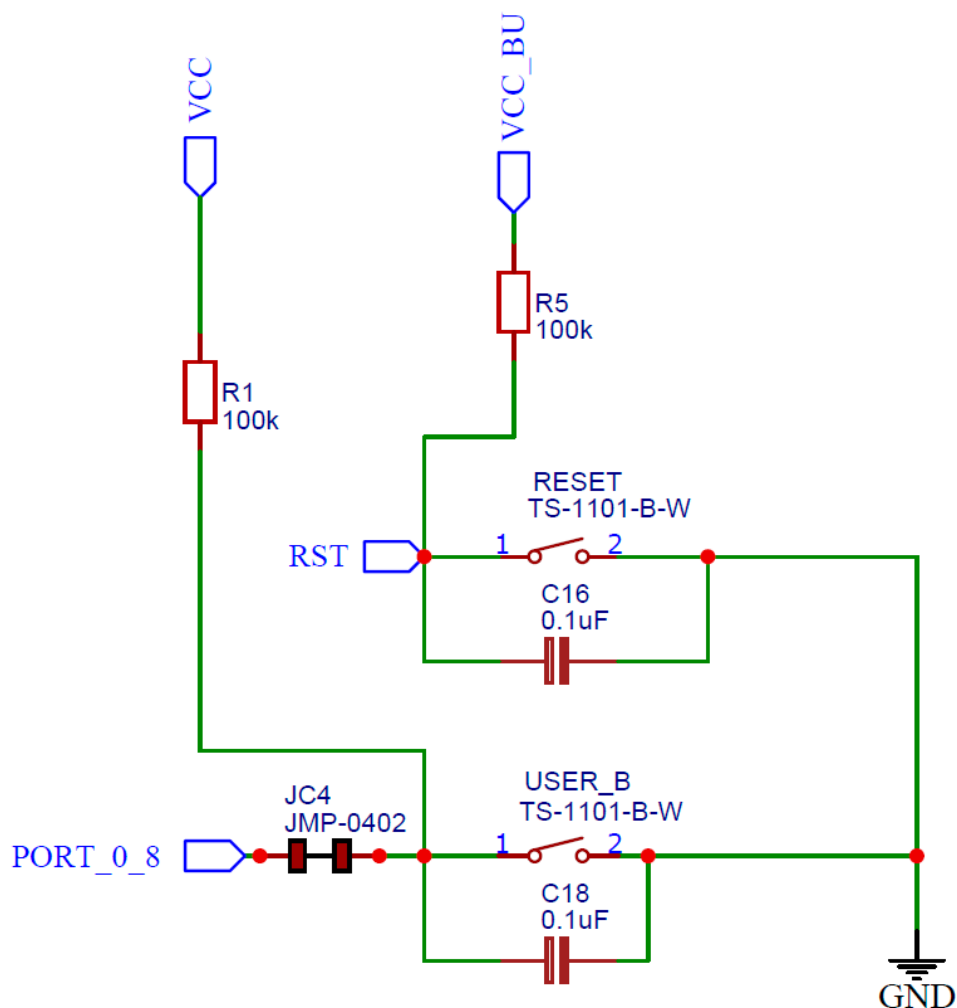 VCC
VCC_BU
R5
100k
R1
100k
RESET
TS-1101-B-W
RST
1
2
C16
0.1uF
USER_B
TS-1101-B-W
JC4
JMP-0402
PORT_0_8
1
2
C18
0.1uF
GND